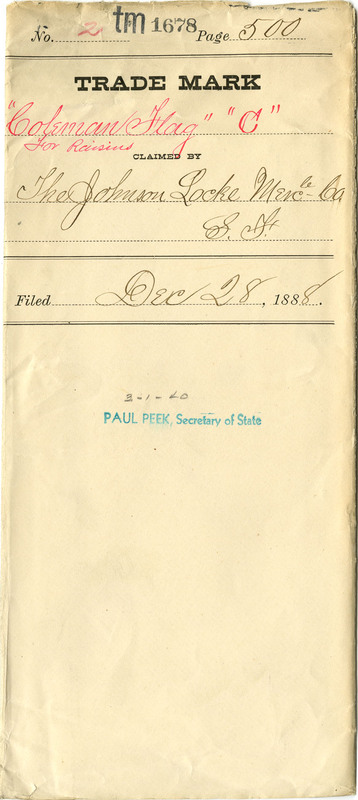 No. 2 tm 1678 Page 500
TRADE MARK
"Coleman Flag" "C"
For Raisins
CLAIMED BY
The Johnson Locke Mercle Co
S. F.
Filed Dec 28, 1888.
3-1-40
PAUL PEEK, Secretary of State